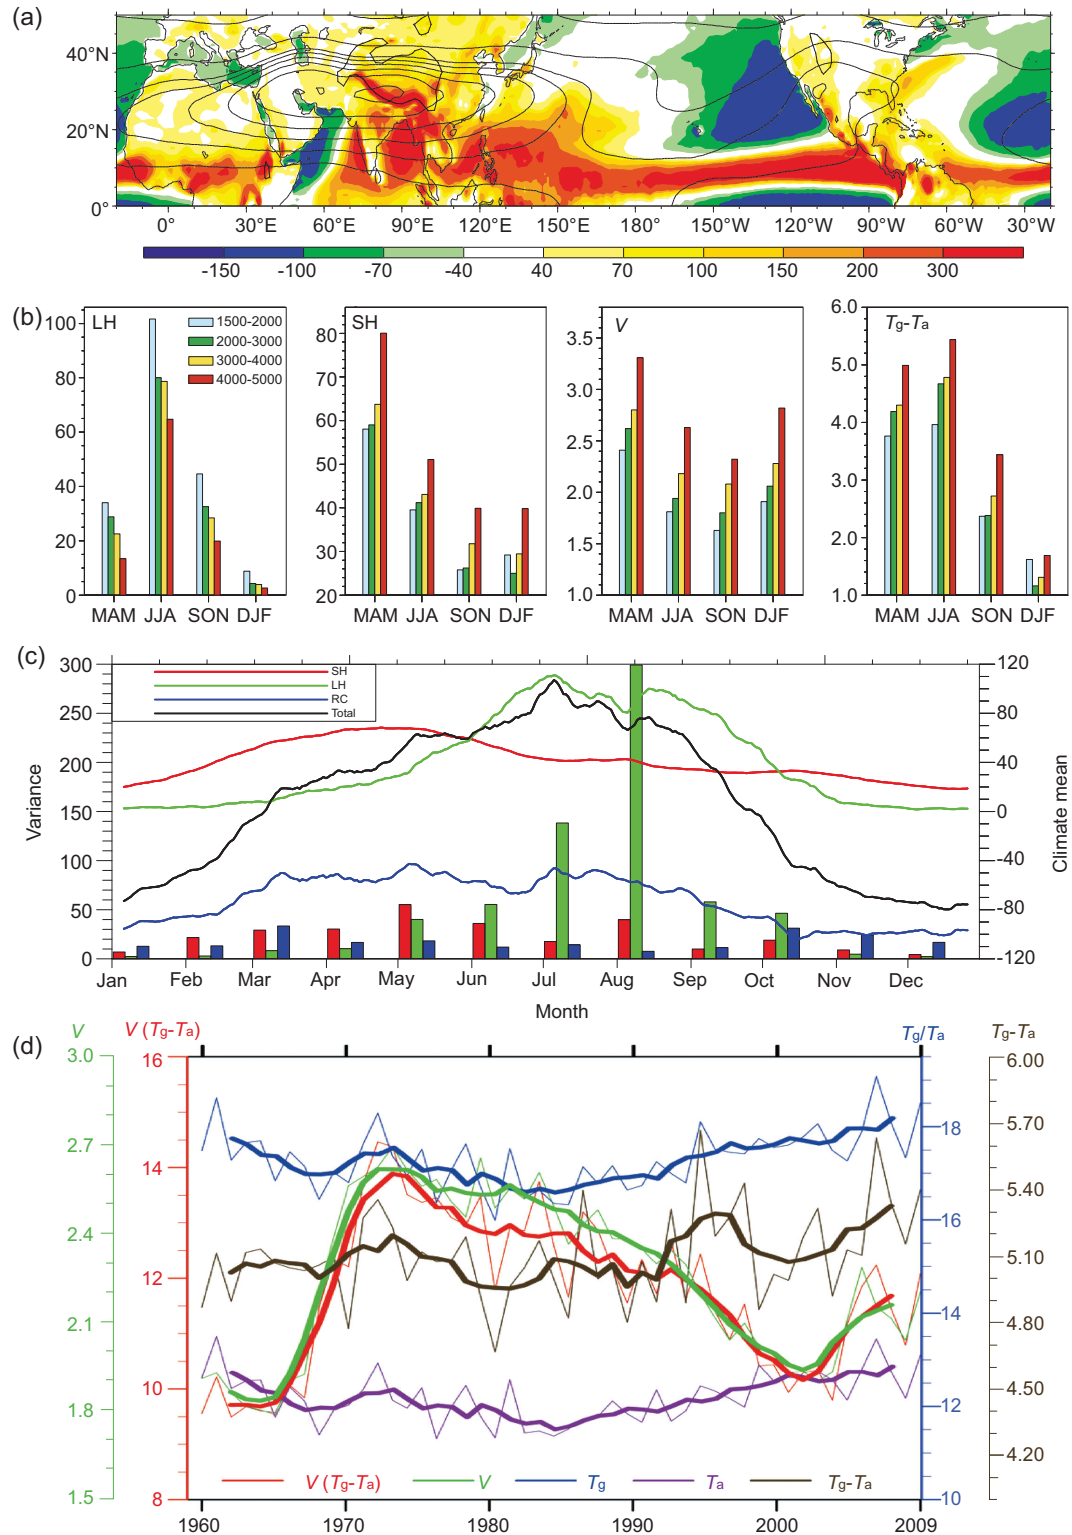 (a)
40°N
20°N
0°
0° 30°E 60°E 90°E 120°E 150°E 180° 150°W 120°W 90°W 60°W 30°W
-150 -100 -70 -40 40 70 100 150 200 300
(b)
LH SH V Tg-Ta
1500-2000
2000-3000
3000-4000
4000-5000
100
80
60
40
20
0
MAM JJA SON DJF
80
70
60
50
40
30
20
MAM JJA SON DJF
3.5
3.0
2.5
2.0
1.5
1.0
MAM JJA SON DJF
6.0
5.0
4.0
3.0
2.0
1.0
MAM JJA SON DJF
(c)
SH
LH
RC
Total
Variance
300
250
200
150
100
50
0
Climate mean
120
80
40
0
-40
-80
-120
Jan Feb Mar Apr May Jun Jul Aug Sep Oct Nov Dec
Month
(d)
V V (Tg-Ta) Tg/Ta Tg-Ta
3.0
2.7
2.4
2.1
1.8
1.5
16
14
12
10
8
18
16
14
12
10
6.00
5.70
5.40
5.10
4.80
4.50
4.20
V (Tg-Ta) V Tg Ta Tg-Ta
1960 1970 1980 1990 2000 2009